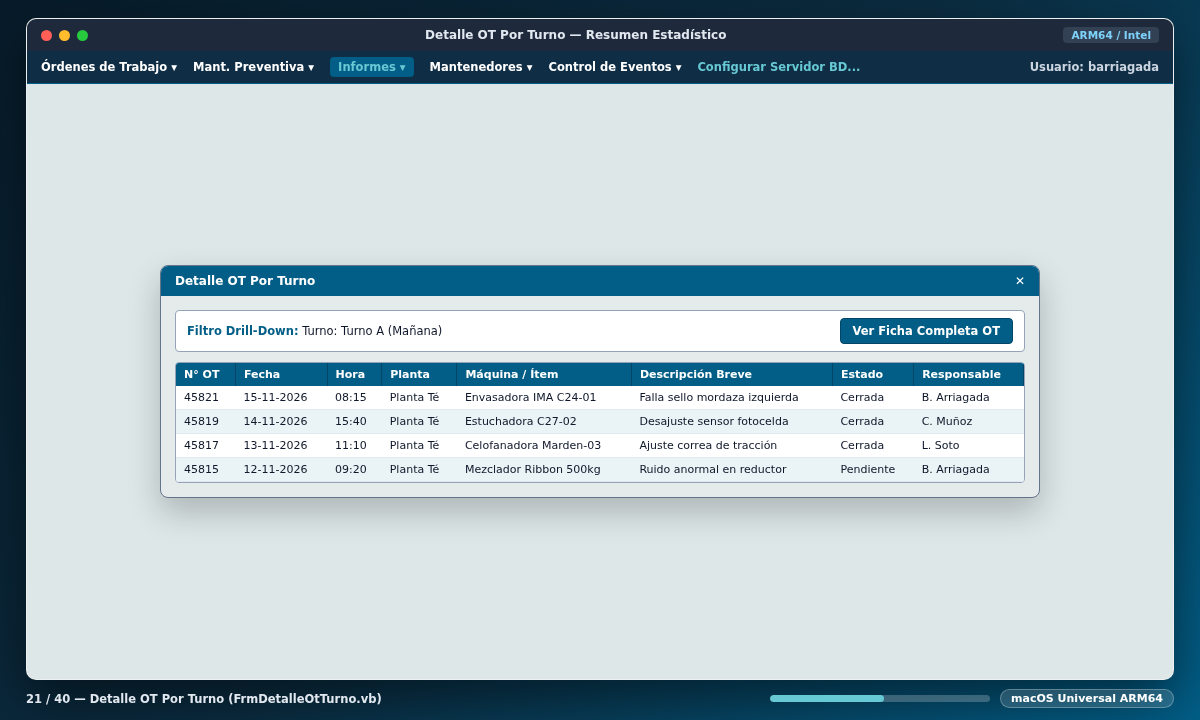 Detalle OT Por Turno — Resumen Estadístico
ARM64 / Intel
Órdenes de Trabajo ▾ Mant. Preventiva ▾ Informes ▾ Mantenedores ▾ Control de Eventos ▾ Configurar Servidor BD... Usuario: barriagada
Detalle OT Por Turno ✕
Filtro Drill-Down: Turno: Turno A (Mañana) Ver Ficha Completa OT
N° OT Fecha Hora Planta Máquina / Ítem Descripción Breve Estado Responsable
45821 15-11-2026 08:15 Planta Té Envasadora IMA C24-01 Falla sello mordaza izquierda Cerrada B. Arriagada
45819 14-11-2026 15:40 Planta Té Estuchadora C27-02 Desajuste sensor fotocelda Cerrada C. Muñoz
45817 13-11-2026 11:10 Planta Té Celofanadora Marden-03 Ajuste correa de tracción Cerrada L. Soto
45815 12-11-2026 09:20 Planta Té Mezclador Ribbon 500kg Ruido anormal en reductor Pendiente B. Arriagada
21 / 40 — Detalle OT Por Turno (FrmDetalleOtTurno.vb) macOS Universal ARM64